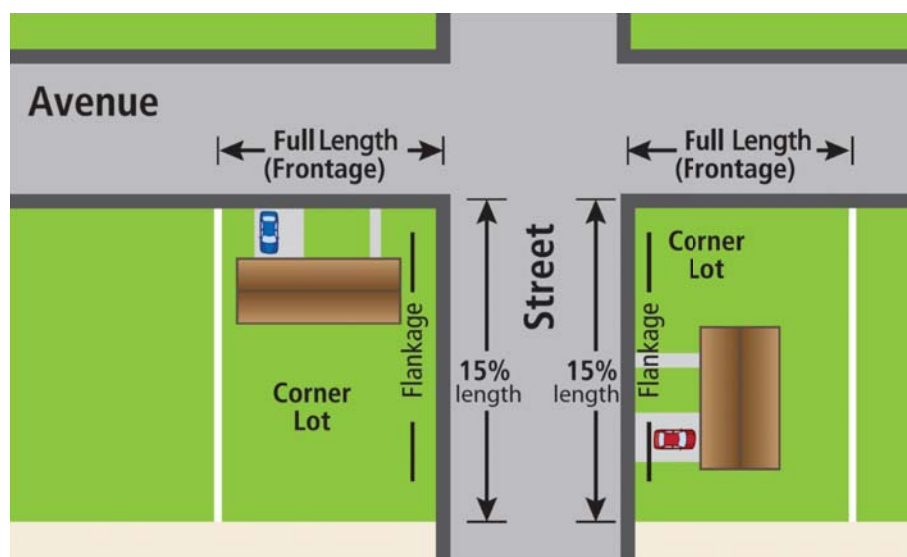 Avenue
Full Length
(Frontage)
Full Length
(Frontage)
Street
Corner
Lot
Flankage
Flankage
15%
length
15%
length
Corner
Lot